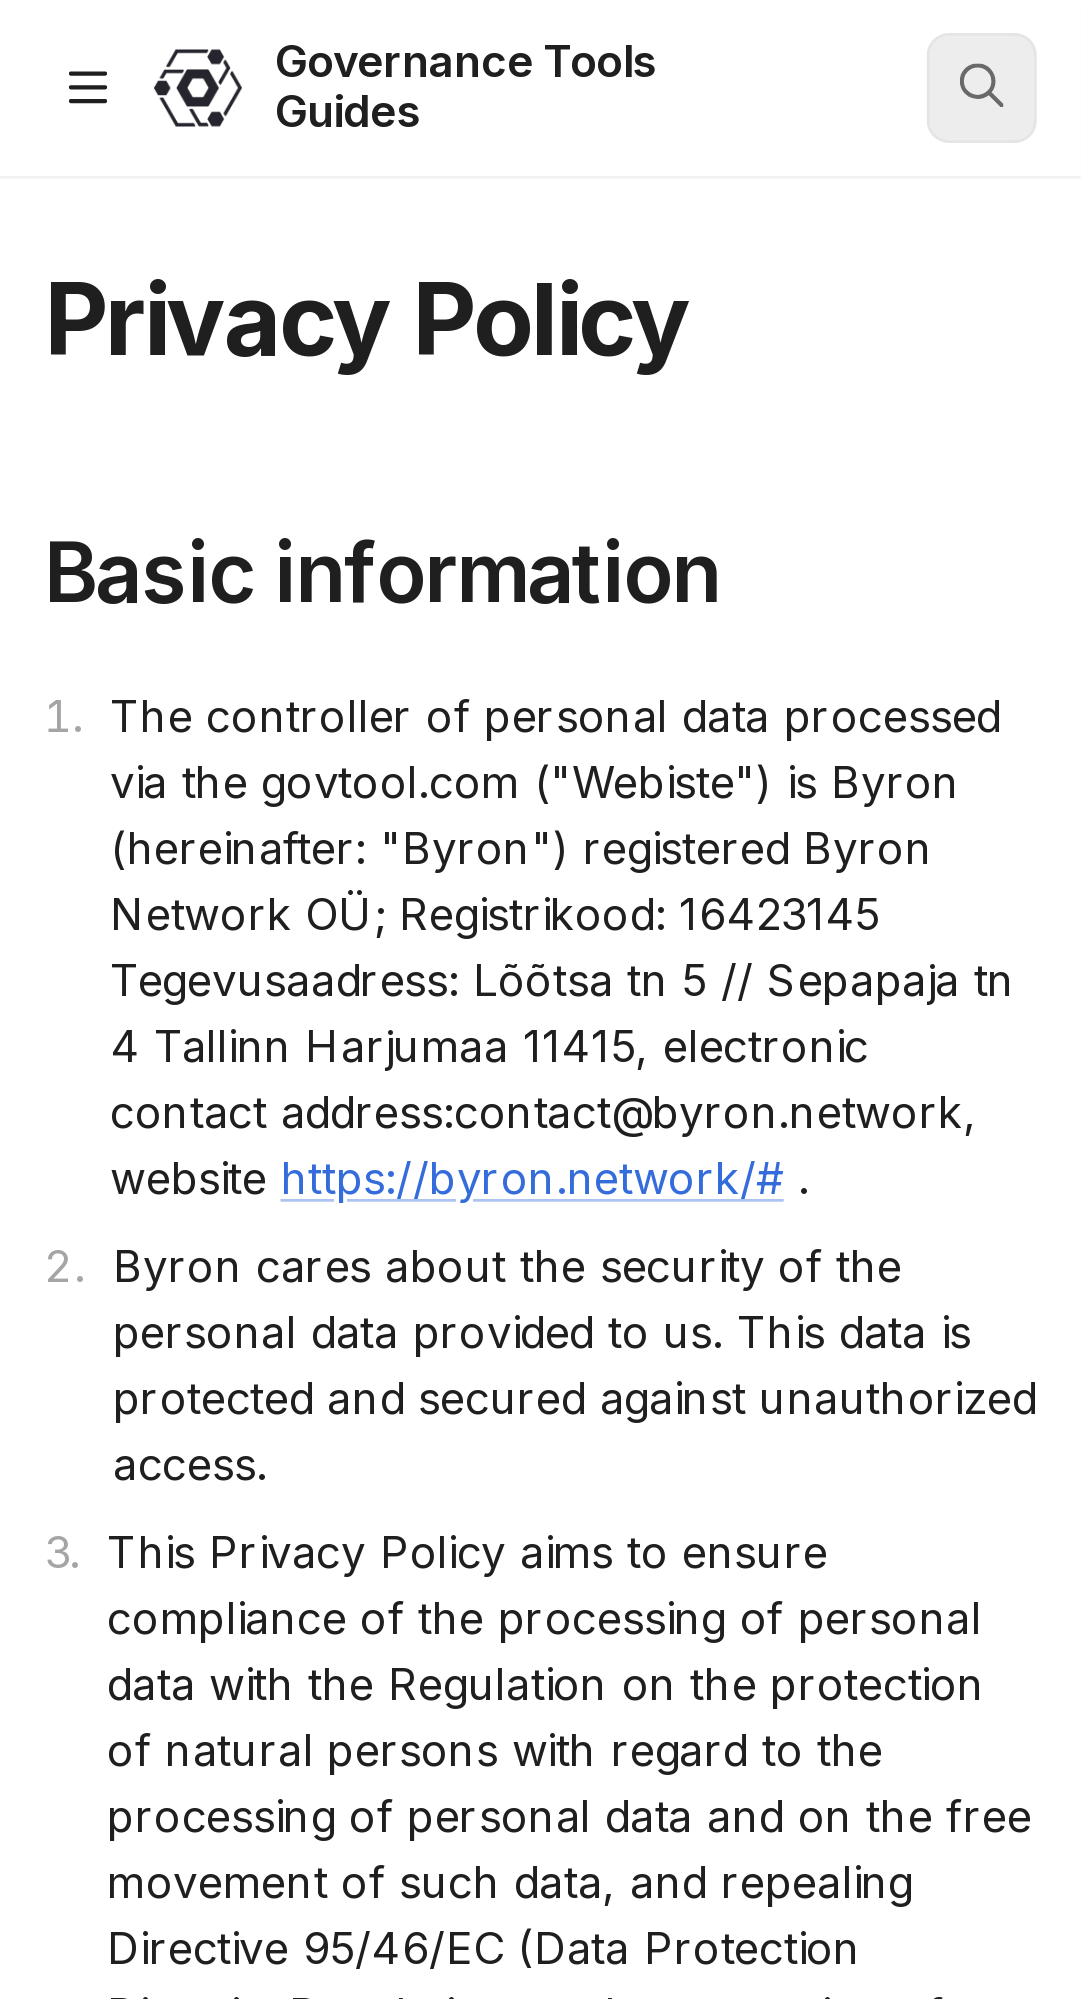 Governance Tools
Guides
Privacy Policy
Basic information
1. The controller of personal data processed
via the govtool.com ("Webiste") is Byron
(hereinafter: "Byron") registered Byron
Network OÜ; Registrikood: 16423145
Tegevusaadress: Lõõtsa tn 5 // Sepapaja tn
4 Tallinn Harjumaa 11415, electronic
contact address:contact@byron.network,
website https://byron.network/# .
2. Byron cares about the security of the
personal data provided to us. This data is
protected and secured against unauthorized
access.
3. This Privacy Policy aims to ensure
compliance of the processing of personal
data with the Regulation on the protection
of natural persons with regard to the
processing of personal data and on the free
movement of such data, and repealing
Directive 95/46/EC (Data Protection